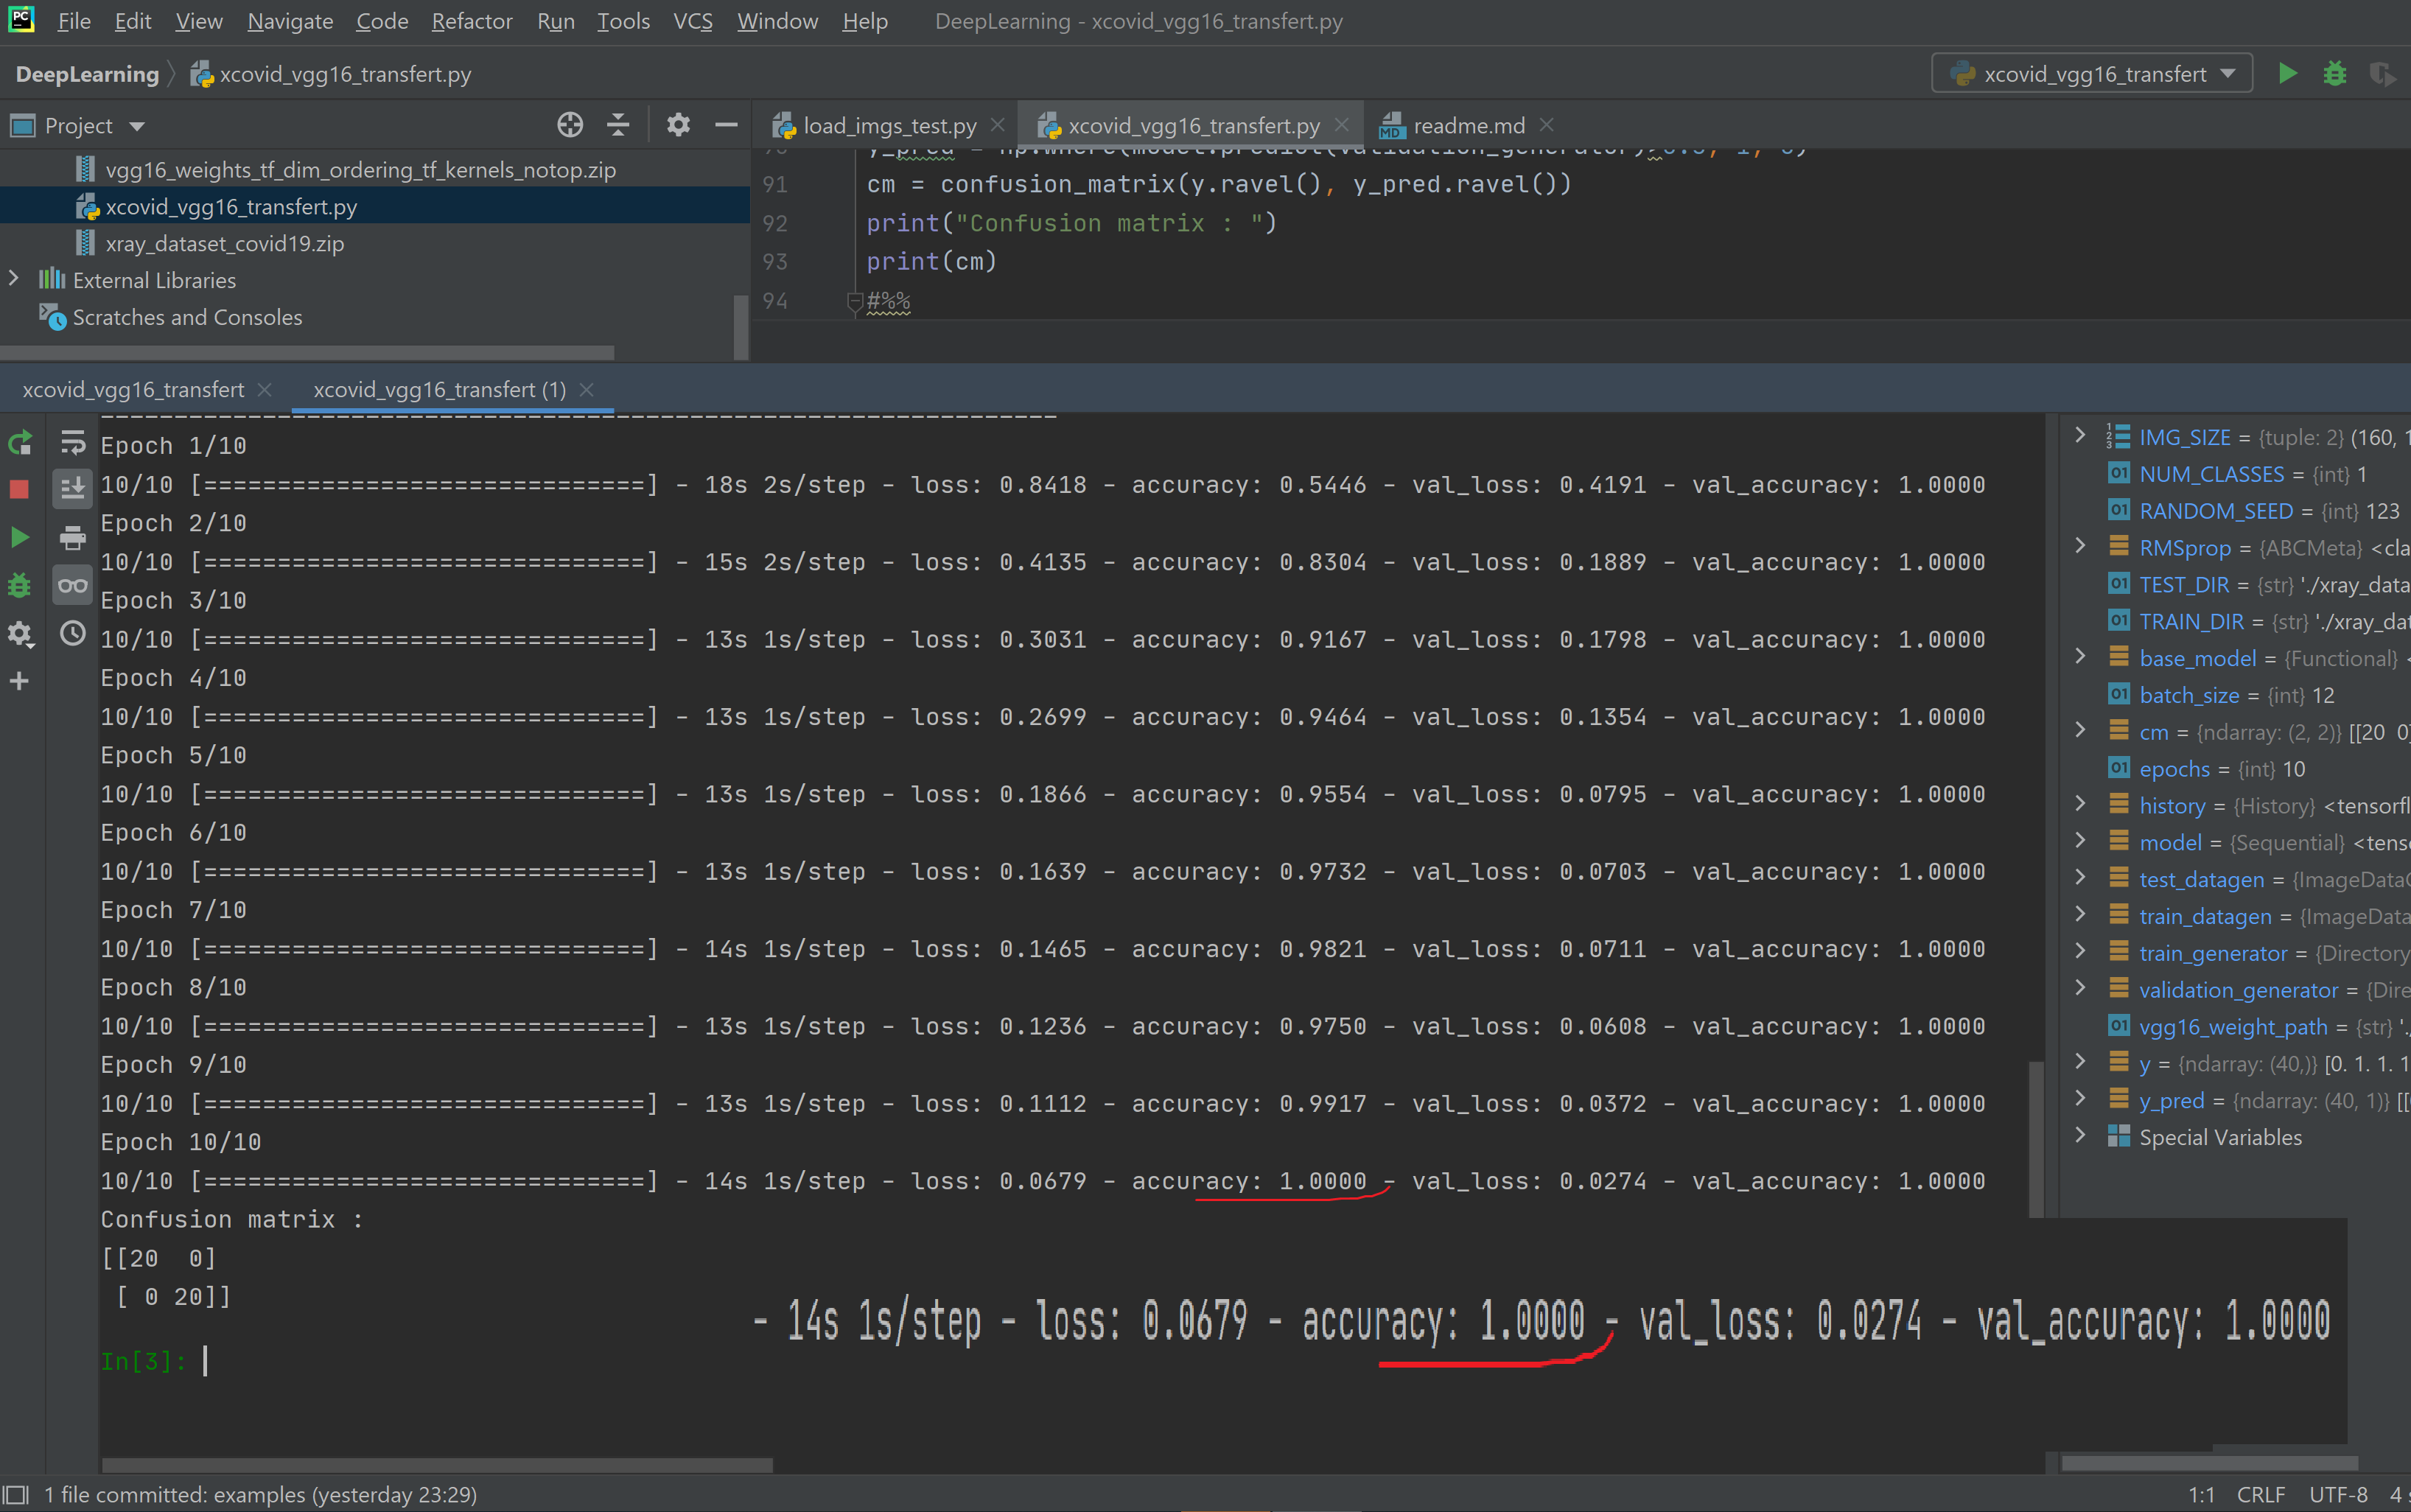 PC File Edit View Navigate Code Refactor Run Tools VCS Window Help DeepLearning - xcovid_vgg16_transfert.py
DeepLearning xcovid_vgg16_transfert.py xcovid_vgg16_transfert
Project load_imgs_test.py xcovid_vgg16_transfert.py MD readme.md
vgg16_weights_tf_dim_ordering_tf_kernels_notop.zip
xcovid_vgg16_transfert.py
xray_dataset_covid19.zip
External Libraries
Scratches and Consoles
91 cm = confusion_matrix(y.ravel(), y_pred.ravel())
92 print("Confusion matrix : ")
93 print(cm)
94 #%%
xcovid_vgg16_transfert xcovid_vgg16_transfert (1)
Epoch 1/10
10/10 [==============================] - 18s 2s/step - loss: 0.8418 - accuracy: 0.5446 - val_loss: 0.4191 - val_accuracy: 1.0000
Epoch 2/10
10/10 [==============================] - 15s 2s/step - loss: 0.4135 - accuracy: 0.8304 - val_loss: 0.1889 - val_accuracy: 1.0000
Epoch 3/10
10/10 [==============================] - 13s 1s/step - loss: 0.3031 - accuracy: 0.9167 - val_loss: 0.1798 - val_accuracy: 1.0000
Epoch 4/10
10/10 [==============================] - 13s 1s/step - loss: 0.2699 - accuracy: 0.9464 - val_loss: 0.1354 - val_accuracy: 1.0000
Epoch 5/10
10/10 [==============================] - 13s 1s/step - loss: 0.1866 - accuracy: 0.9554 - val_loss: 0.0795 - val_accuracy: 1.0000
Epoch 6/10
10/10 [==============================] - 13s 1s/step - loss: 0.1639 - accuracy: 0.9732 - val_loss: 0.0703 - val_accuracy: 1.0000
Epoch 7/10
10/10 [==============================] - 14s 1s/step - loss: 0.1465 - accuracy: 0.9821 - val_loss: 0.0711 - val_accuracy: 1.0000
Epoch 8/10
10/10 [==============================] - 13s 1s/step - loss: 0.1236 - accuracy: 0.9750 - val_loss: 0.0608 - val_accuracy: 1.0000
Epoch 9/10
10/10 [==============================] - 13s 1s/step - loss: 0.1112 - accuracy: 0.9917 - val_loss: 0.0372 - val_accuracy: 1.0000
Epoch 10/10
10/10 [==============================] - 14s 1s/step - loss: 0.0679 - accuracy: 1.0000 - val_loss: 0.0274 - val_accuracy: 1.0000
Confusion matrix :
[[20  0]
 [ 0 20]]
- 14s 1s/step - loss: 0.0679 - accuracy: 1.0000 - val_loss: 0.0274 - val_accuracy: 1.0000
In[3]:
IMG_SIZE = {tuple: 2} (160, 1
01 NUM_CLASSES = {int} 1
01 RANDOM_SEED = {int} 123
RMSprop = {ABCMeta} <cla
01 TEST_DIR = {str} './xray_data
01 TRAIN_DIR = {str} './xray_dat
base_model = {Functional} <
01 batch_size = {int} 12
cm = {ndarray: (2, 2)} [[20  0]
01 epochs = {int} 10
history = {History} <tensorfl
model = {Sequential} <tens
test_datagen = {ImageData
train_datagen = {ImageData
train_generator = {Directory
validation_generator = {Dire
01 vgg16_weight_path = {str} './
y = {ndarray: (40,)} [0. 1. 1. 1
y_pred = {ndarray: (40, 1)} [[
Special Variables
1 file committed: examples (yesterday 23:29) 1:1 CRLF UTF-8 4